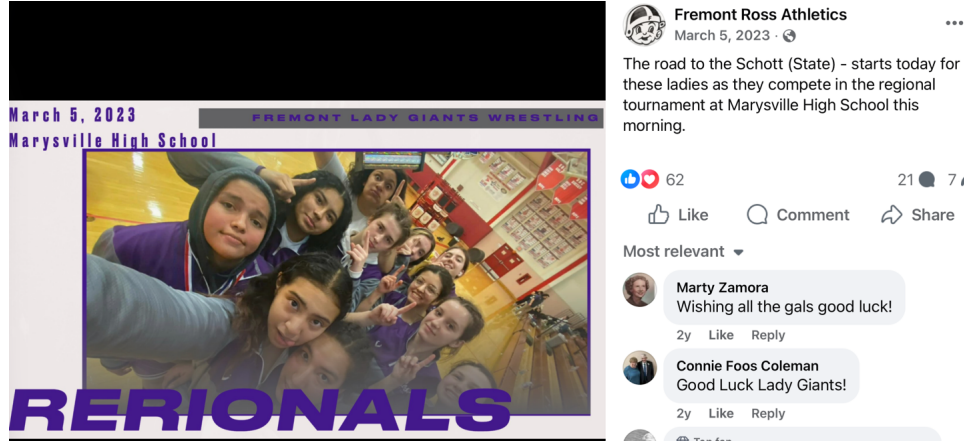 March 5, 2023
Marysville High School
FREMONT LADY GIANTS WRESTLING
RERIONALS
Fremont Ross Athletics
March 5, 2023 ·
The road to the Schott (State) - starts today for
these ladies as they compete in the regional
tournament at Marysville High School this
morning.
62
21
7
Like
Comment
Share
Most relevant
Marty Zamora
Wishing all the gals good luck!
2y Like Reply
Connie Foos Coleman
Good Luck Lady Giants!
2y Like Reply